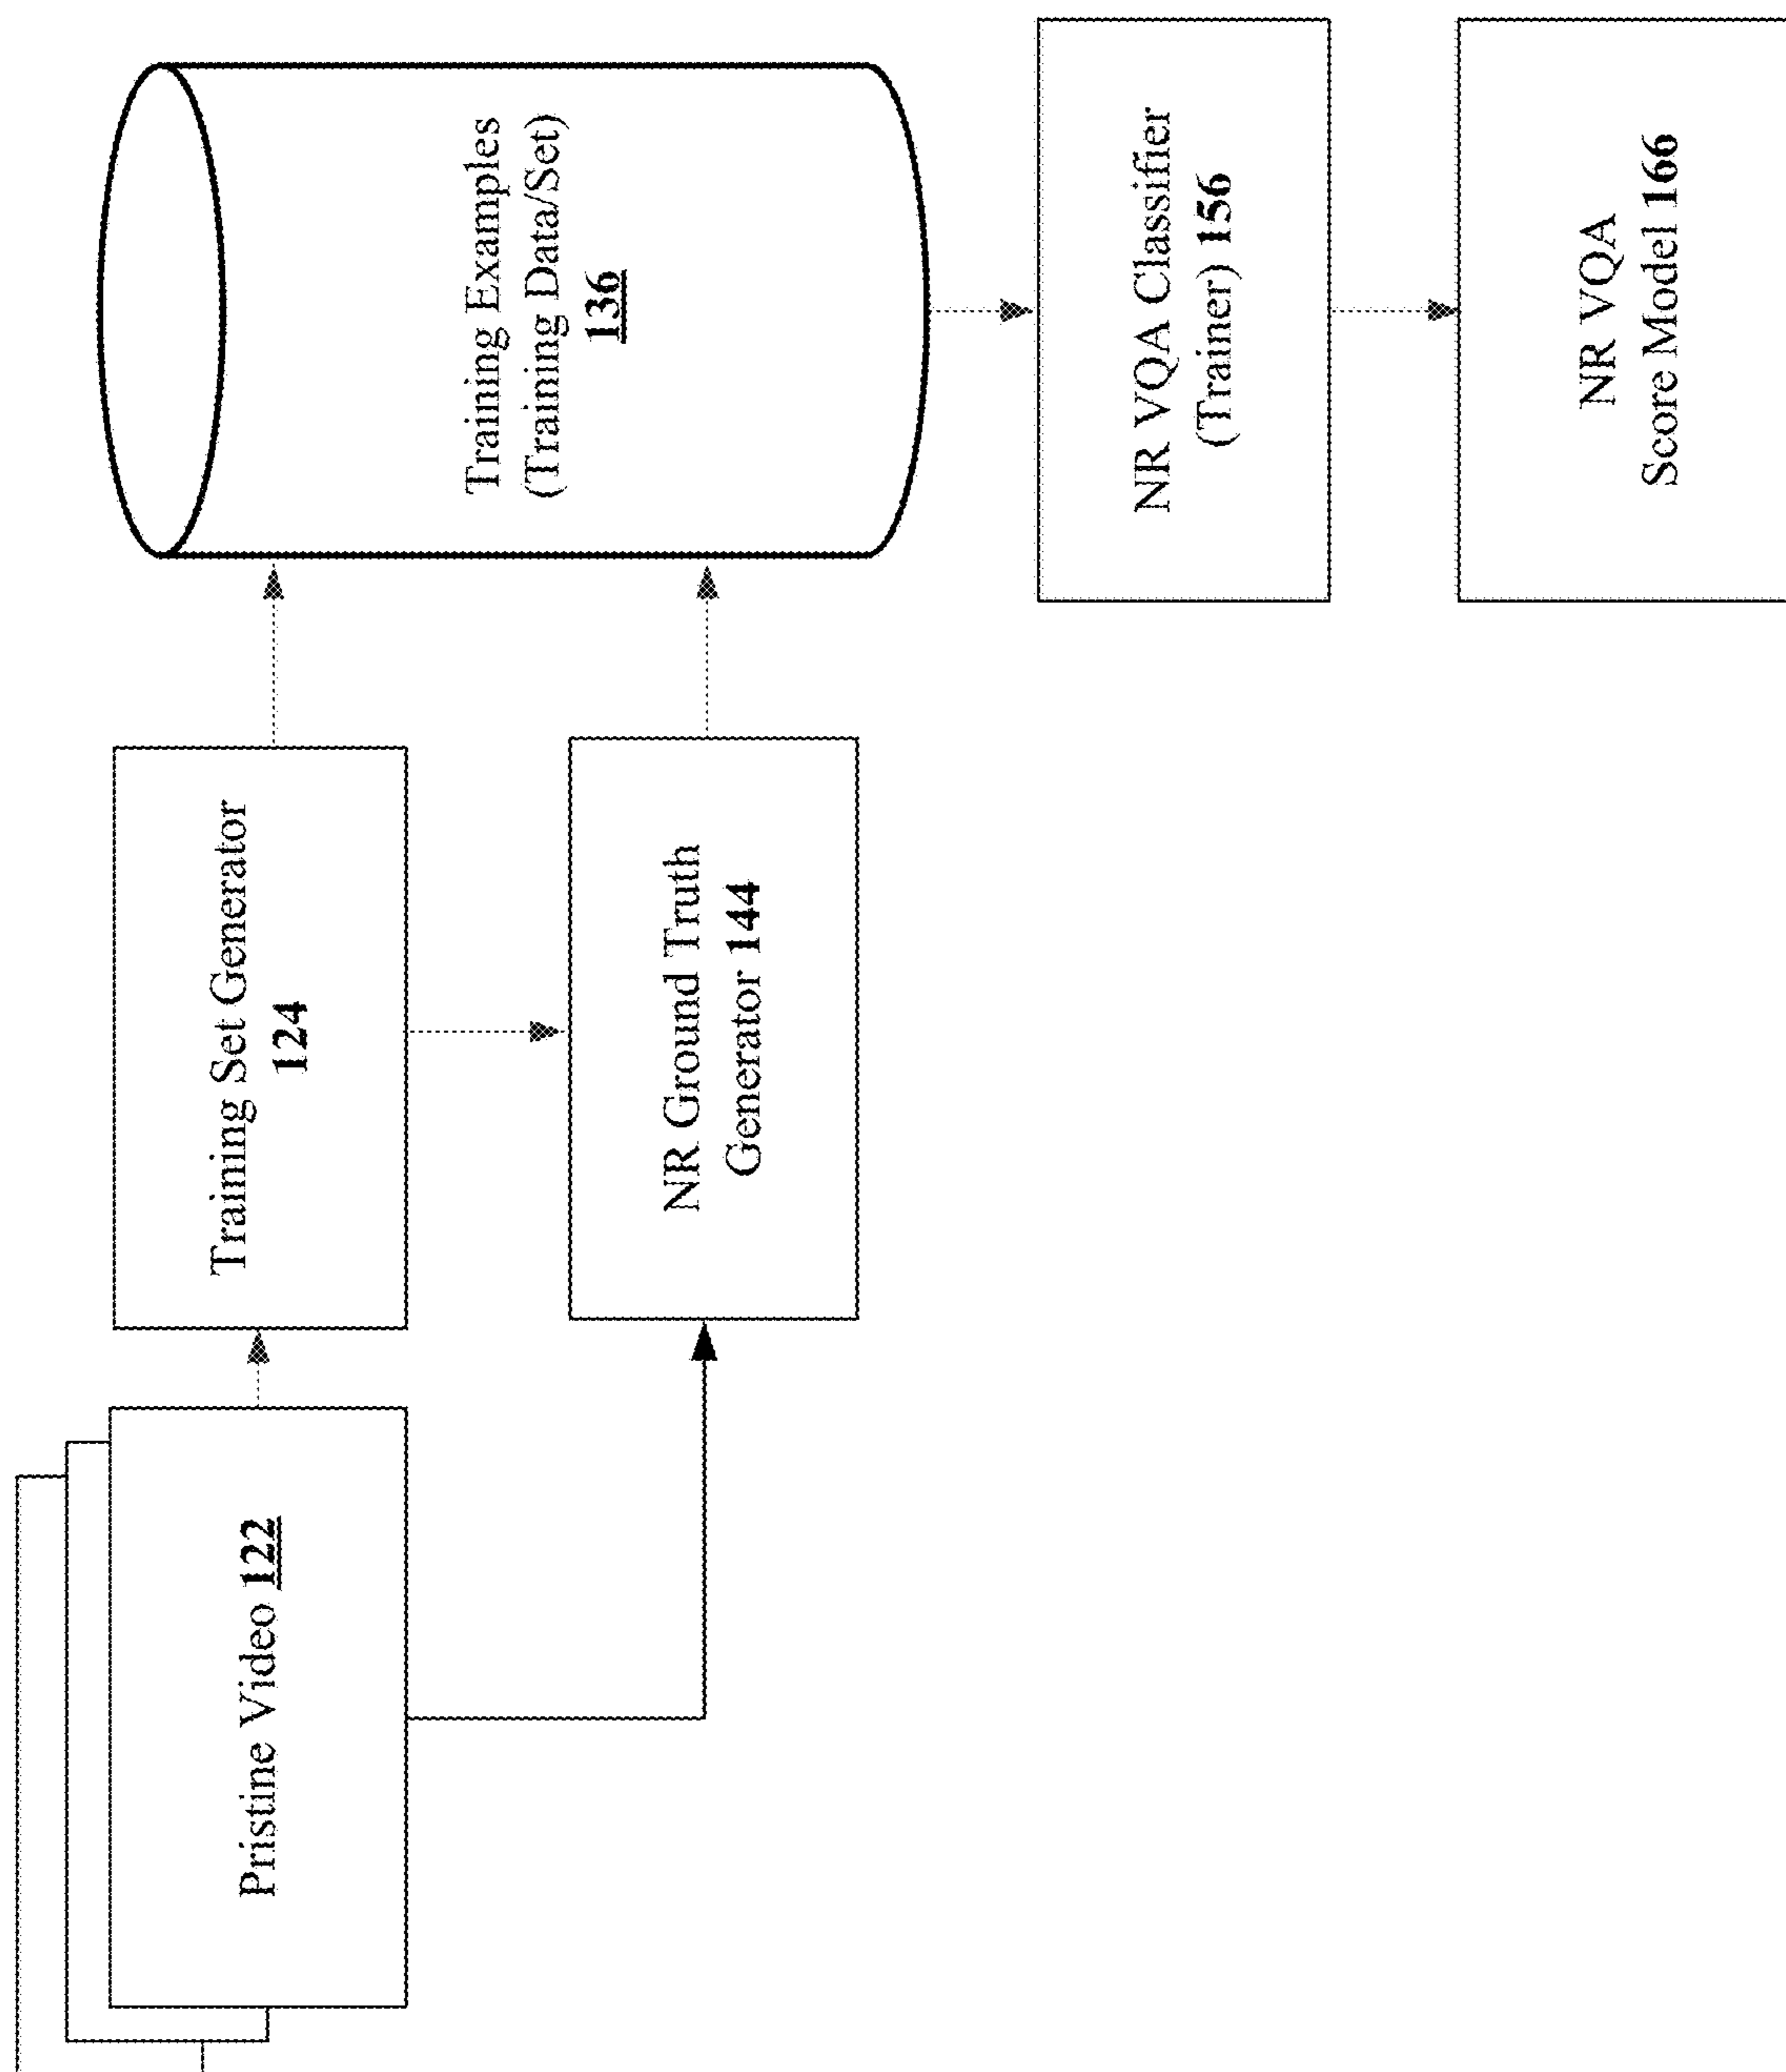 Pristine Video 122
Training Set Generator
124
NR Ground Truth
Generator 144
Training Examples
(Training Data/Set)
136
NR VQA Classifier
(Trainer) 156
NR VQA
Score Model 166